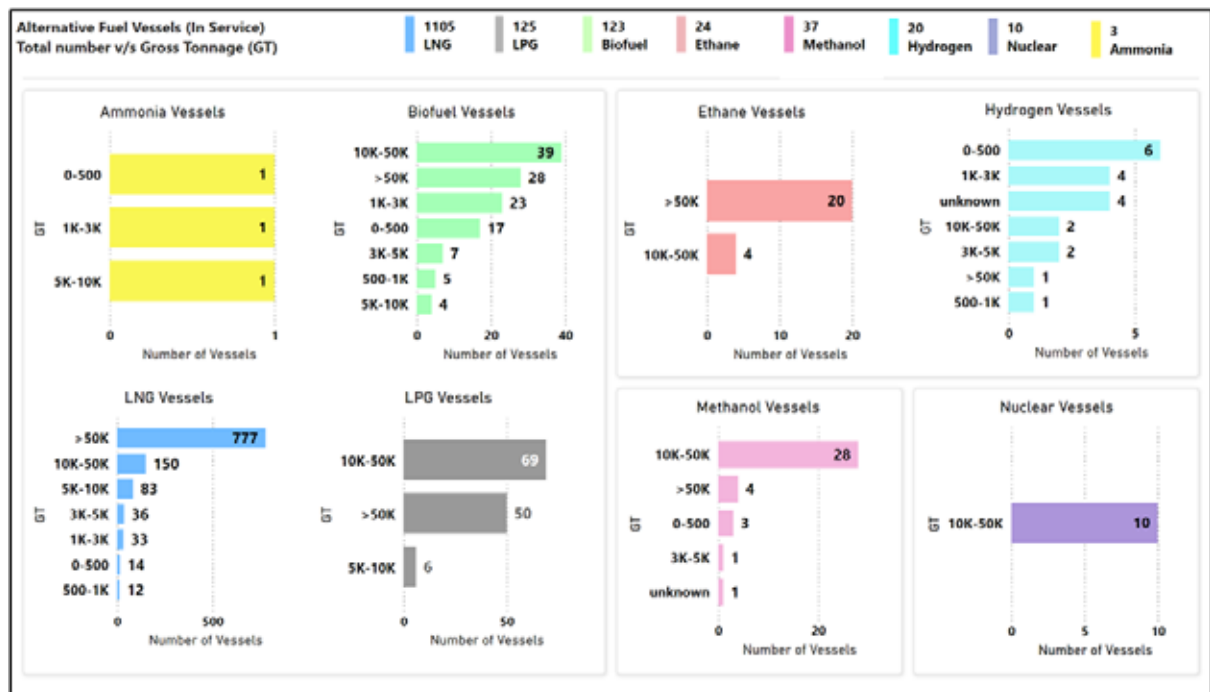 Alternative Fuel Vessels (In Service)
Total number v/s Gross Tonnage (GT)
1105
LNG
125
LPG
123
Biofuel
24
Ethane
37
Methanol
20
Hydrogen
10
Nuclear
3
Ammonia
Ammonia Vessels
GT
0-500 1
1K-3K 1
5K-10K 1
0 1
Number of Vessels
Biofuel Vessels
GT
10K-50K 39
>50K 28
1K-3K 23
0-500 17
3K-5K 7
500-1K 5
5K-10K 4
0 20 40
Number of Vessels
Ethane Vessels
GT
>50K 20
10K-50K 4
0 10 20
Number of Vessels
Hydrogen Vessels
GT
0-500 6
1K-3K 4
unknown 4
10K-50K 2
3K-5K 2
>50K 1
500-1K 1
0 5
Number of Vessels
LNG Vessels
GT
>50K 777
10K-50K 150
5K-10K 83
3K-5K 36
1K-3K 33
0-500 14
500-1K 12
0 500
Number of Vessels
LPG Vessels
GT
10K-50K 69
>50K 50
5K-10K 6
0 50
Number of Vessels
Methanol Vessels
GT
10K-50K 28
>50K 4
0-500 3
3K-5K 1
unknown 1
0 20
Number of Vessels
Nuclear Vessels
GT
10K-50K 10
0 5 10
Number of Vessels